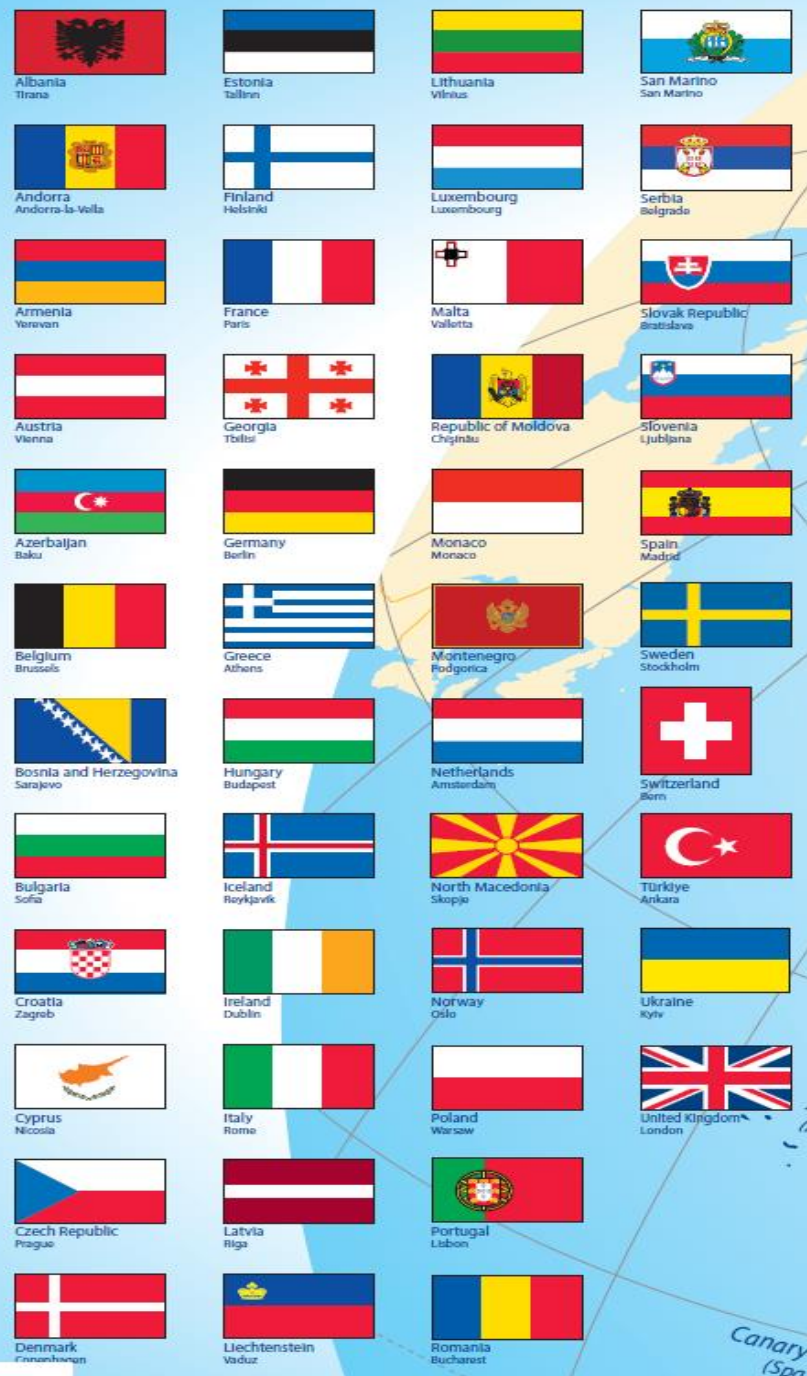 Albania
Tirana
Andorra
Andorra-la-Vella
Armenia
Yerevan
Austria
Vienna
Azerbaijan
Baku
Belgium
Brussels
Bosnia and Herzegovina
Sarajevo
Bulgaria
Sofia
Croatia
Zagreb
Cyprus
Nicosia
Czech Republic
Prague
Denmark
Copenhagen
Estonia
Tallinn
Finland
Helsinki
France
Paris
Georgia
Tbilisi
Germany
Berlin
Greece
Athens
Hungary
Budapest
Iceland
Reykjavik
Ireland
Dublin
Italy
Rome
Latvia
Riga
Liechtenstein
Vaduz
Lithuania
Vilnius
Luxembourg
Luxembourg
Malta
Valletta
Republic of Moldova
Chişinău
Monaco
Monaco
Montenegro
Podgorica
Netherlands
Amsterdam
North Macedonia
Skopje
Norway
Oslo
Poland
Warsaw
Portugal
Lisbon
Romania
Bucharest
San Marino
San Marino
Serbia
Belgrade
Slovak Republic
Bratislava
Slovenia
Ljubljana
Spain
Madrid
Sweden
Stockholm
Switzerland
Bern
Türkiye
Ankara
Ukraine
Kyiv
United Kingdom
London
Canary